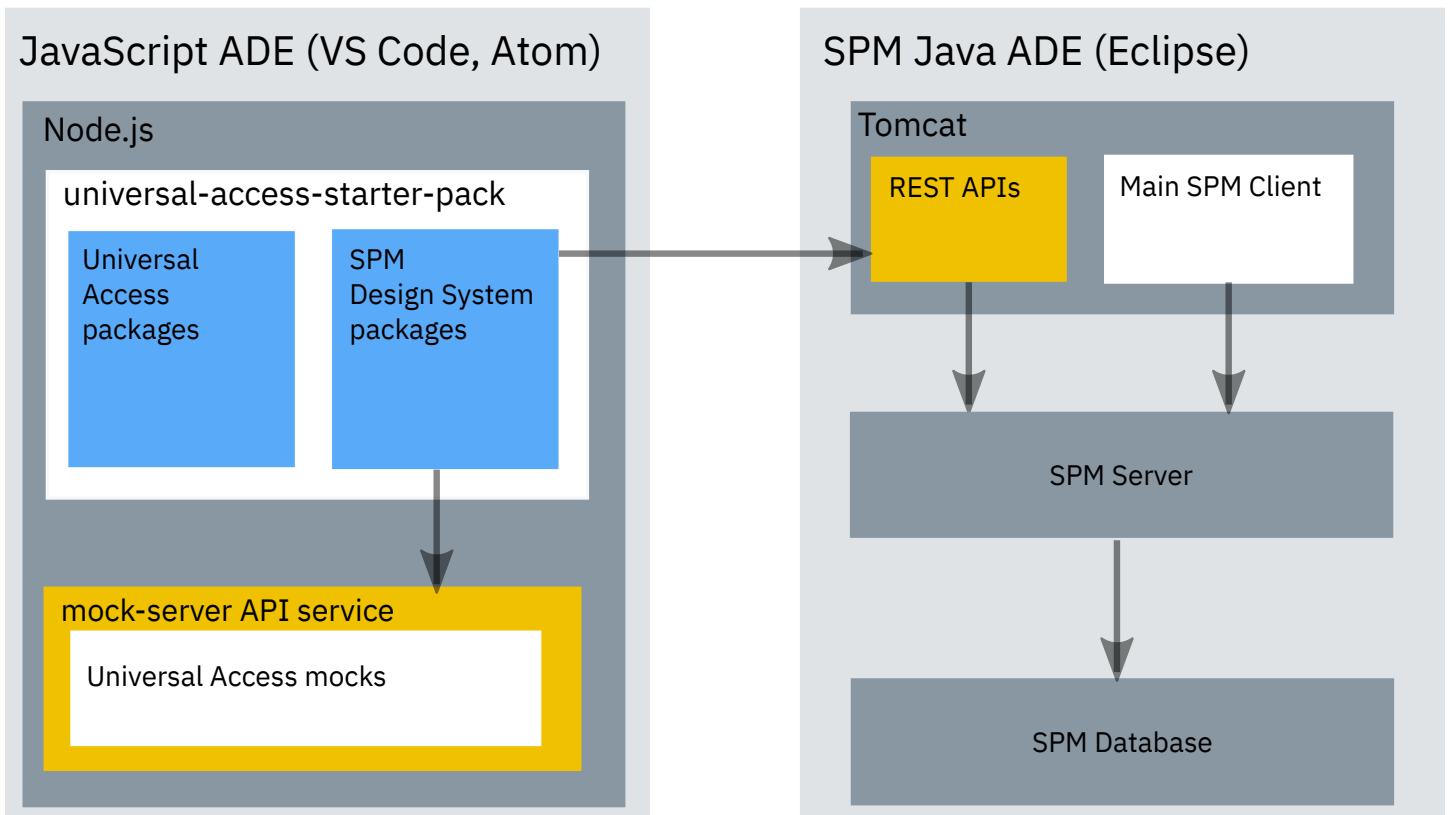 JavaScript ADE (VS Code, Atom)
Node.js
universal-access-starter-pack
Universal
Access
packages
SPM
Design System
packages
mock-server API service
Universal Access mocks
SPM Java ADE (Eclipse)
Tomcat
REST APIs
Main SPM Client
SPM Server
SPM Database